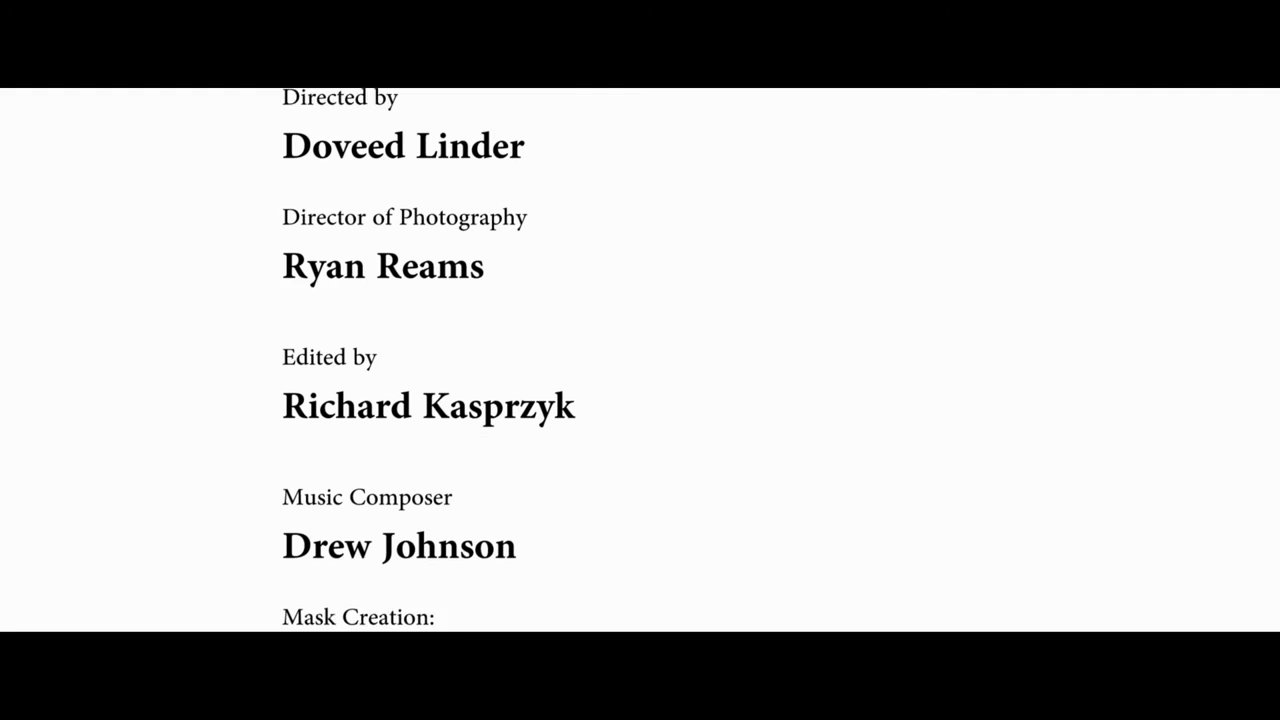 Directed by
Doveed Linder
Director of Photography
Ryan Reams
Edited by
Richard Kasprzyk
Music Composer
Drew Johnson
Mask Creation: